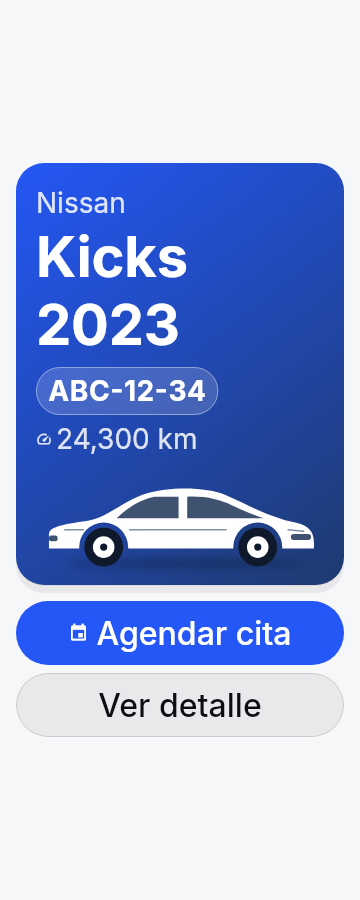 Nissan
Kicks
2023
ABC-12-34
24,300 km
Agendar cita
Ver detalle